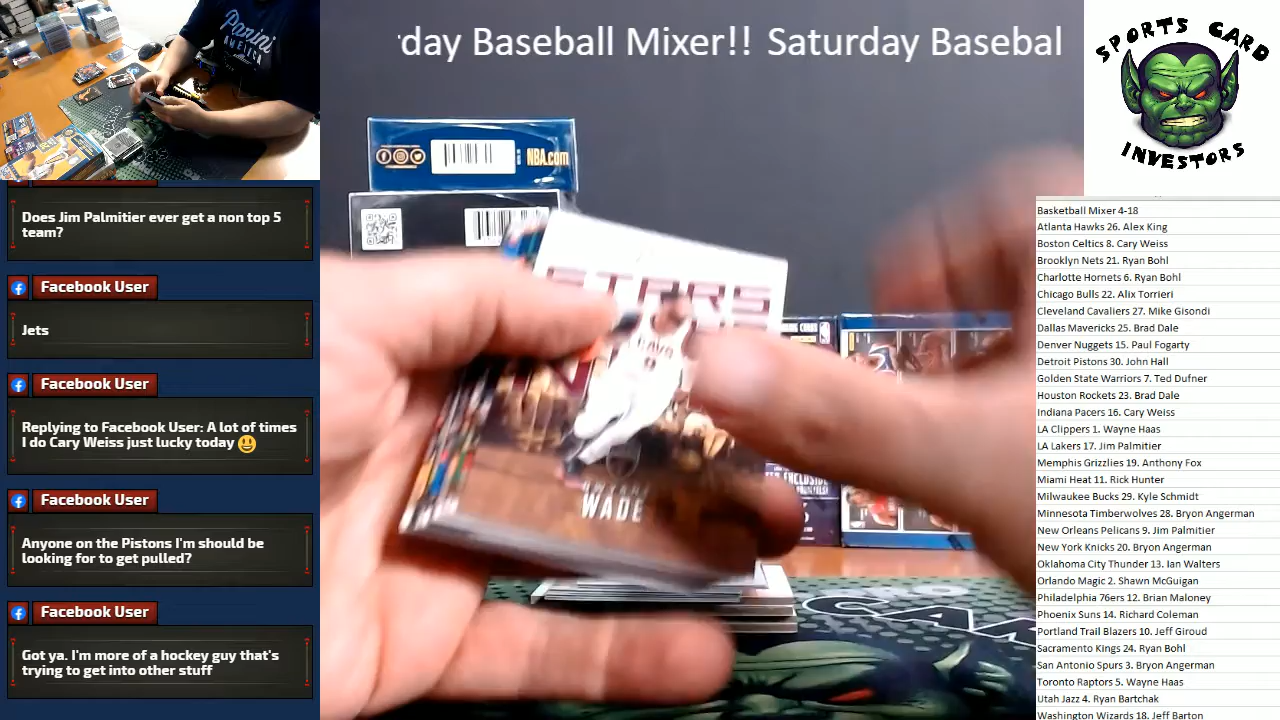 Panini
AMERICA
day Baseball Mixer!! Saturday Basebal
SPORTS CARD
INVESTORS
NBA.com
Does Jim Palmitier ever get a non top 5
team?
Facebook User
Jets
Facebook User
Replying to Facebook User: A lot of times
I do Cary Weiss just lucky today 😃
Facebook User
Anyone on the Pistons I'm should be
looking for to get pulled?
Facebook User
Got ya. I'm more of a hockey guy that's
trying to get into other stuff
WADE
Basketball Mixer 4-18
Atlanta Hawks 26. Alex King
Boston Celtics 8. Cary Weiss
Brooklyn Nets 21. Ryan Bohl
Charlotte Hornets 6. Ryan Bohl
Chicago Bulls 22. Alix Torrieri
Cleveland Cavaliers 27. Mike Gisondi
Dallas Mavericks 25. Brad Dale
Denver Nuggets 15. Paul Fogarty
Detroit Pistons 30. John Hall
Golden State Warriors 7. Ted Dufner
Houston Rockets 23. Brad Dale
Indiana Pacers 16. Cary Weiss
LA Clippers 1. Wayne Haas
LA Lakers 17. Jim Palmitier
Memphis Grizzlies 19. Anthony Fox
Miami Heat 11. Rick Hunter
Milwaukee Bucks 29. Kyle Schmidt
Minnesota Timberwolves 28. Bryon Angerman
New Orleans Pelicans 9. Jim Palmitier
New York Knicks 20. Bryon Angerman
Oklahoma City Thunder 13. Ian Walters
Orlando Magic 2. Shawn McGuigan
Philadelphia 76ers 12. Brian Maloney
Phoenix Suns 14. Richard Coleman
Portland Trail Blazers 10. Jeff Giroud
Sacramento Kings 24. Ryan Bohl
San Antonio Spurs 3. Bryon Angerman
Toronto Raptors 5. Wayne Haas
Utah Jazz 4. Ryan Bartchak
Washington Wizards 18. Jeff Barton